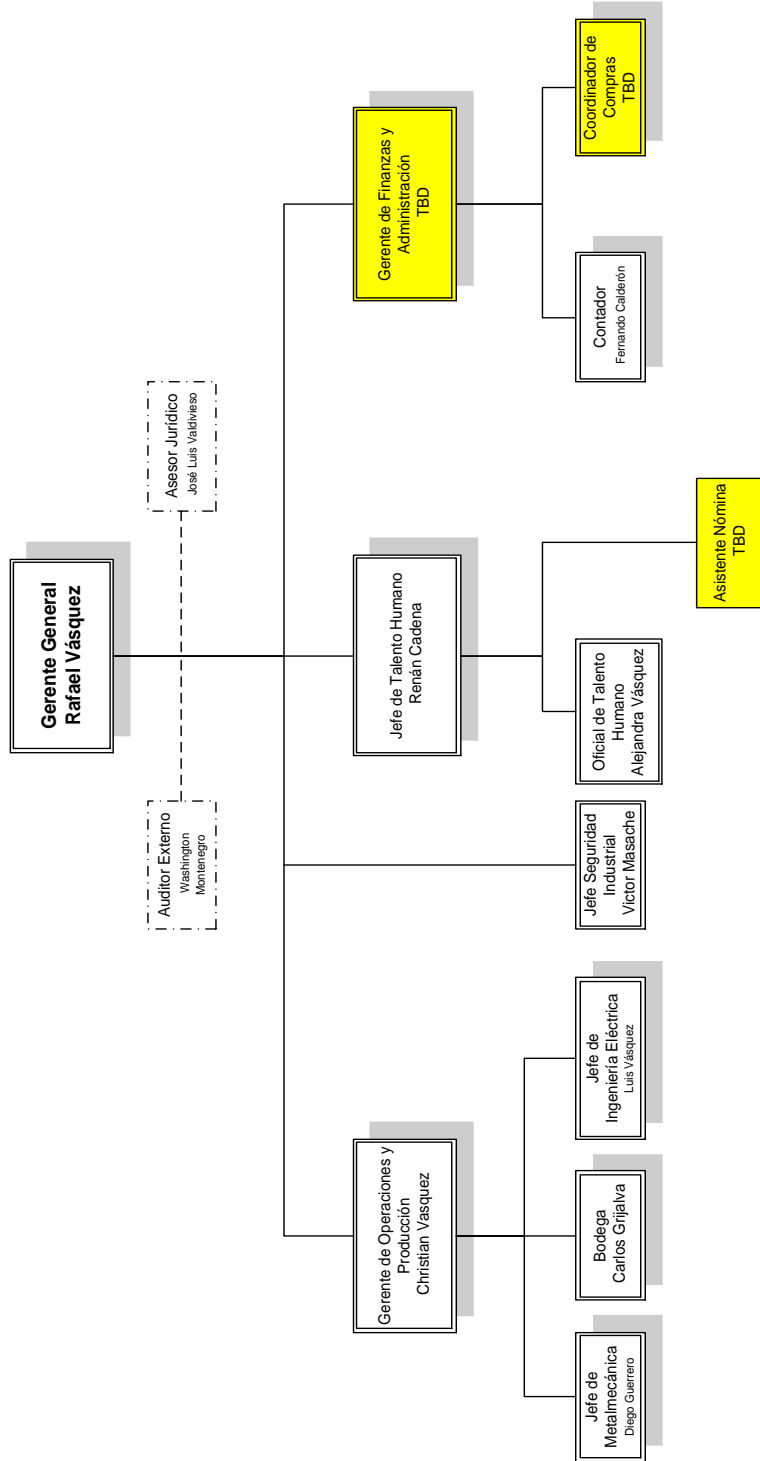 Gerente General
Rafael Vásquez
Auditor Externo
Washington
Montenegro
Asesor Jurídico
José Luis Valdivieso
Gerente de Operaciones y
Producción
Christian Vasquez
Jefe de Talento Humano
Renán Cadena
Gerente de Finanzas y
Administración
TBD
Jefe de
Metalmecánica
Diego Guerrero
Bodega
Carlos Grijalva
Jefe de
Ingeniería Eléctrica
Luis Vásquez
Jefe Seguridad
Industrial
Victor Masache
Oficial de Talento
Humano
Alejandra Vásquez
Contador
Fernando Calderón
Coordinador de
Compras
TBD
Asistente Nómina
TBD